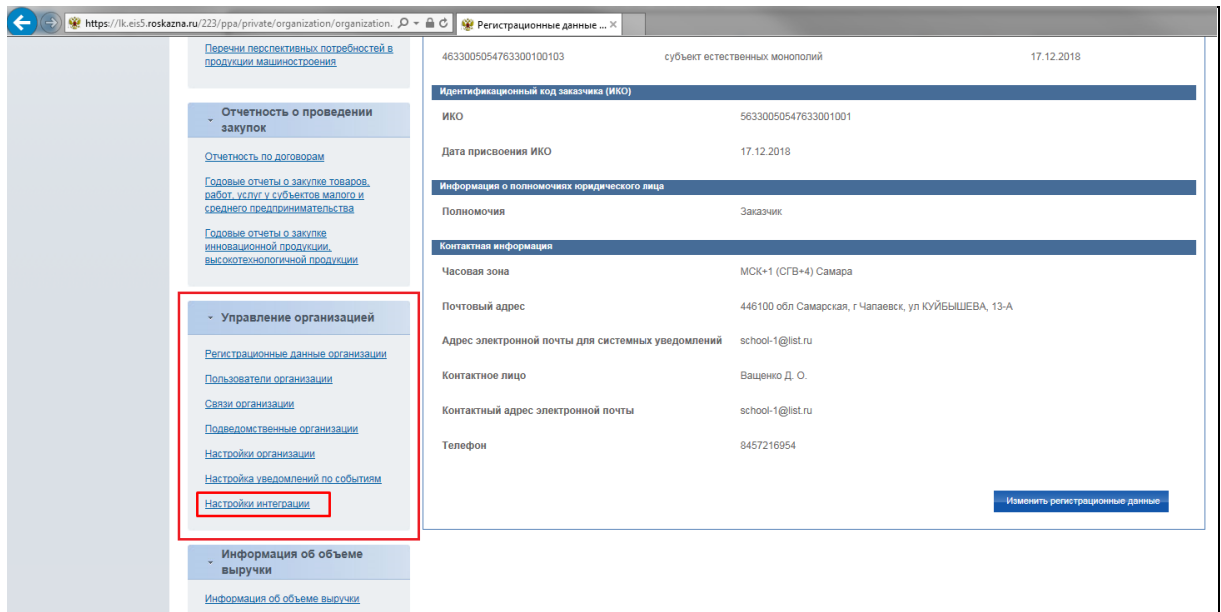 https://lk.eis5.roskazna.ru/223/ppa/private/organization/organization.
Регистрационные данные ...
Перечни перспективных потребностей в
продукции машиностроения
Отчетность о проведении
закупок
Отчетность по договорам
Годовые отчеты о закупке товаров,
работ, услуг у субъектов малого и
среднего предпринимательства
Годовые отчеты о закупке
инновационной продукции,
высокотехнологичной продукции
Управление организацией
Регистрационные данные организации
Пользователи организации
Связи организации
Подведомственные организации
Настройки организации
Настройка уведомлений по событиям
Настройки интеграции
Информация об объеме
выручки
Информация об объеме выручки
4633005054763300100103 субъект естественных монополий 17.12.2018
Идентификационный код заказчика (ИКО)
ИКО 56330050547633001001
Дата присвоения ИКО 17.12.2018
Информация о полномочиях юридического лица
Полномочия Заказчик
Контактная информация
Часовая зона МСК+1 (СГВ+4) Самара
Почтовый адрес 446100 обл Самарская, г Чапаевск, ул КУЙБЫШЕВА, 13-А
Адрес электронной почты для системных уведомлений school-1@list.ru
Контактное лицо Ващенко Д. О.
Контактный адрес электронной почты school-1@list.ru
Телефон 8457216954
Изменить регистрационные данные